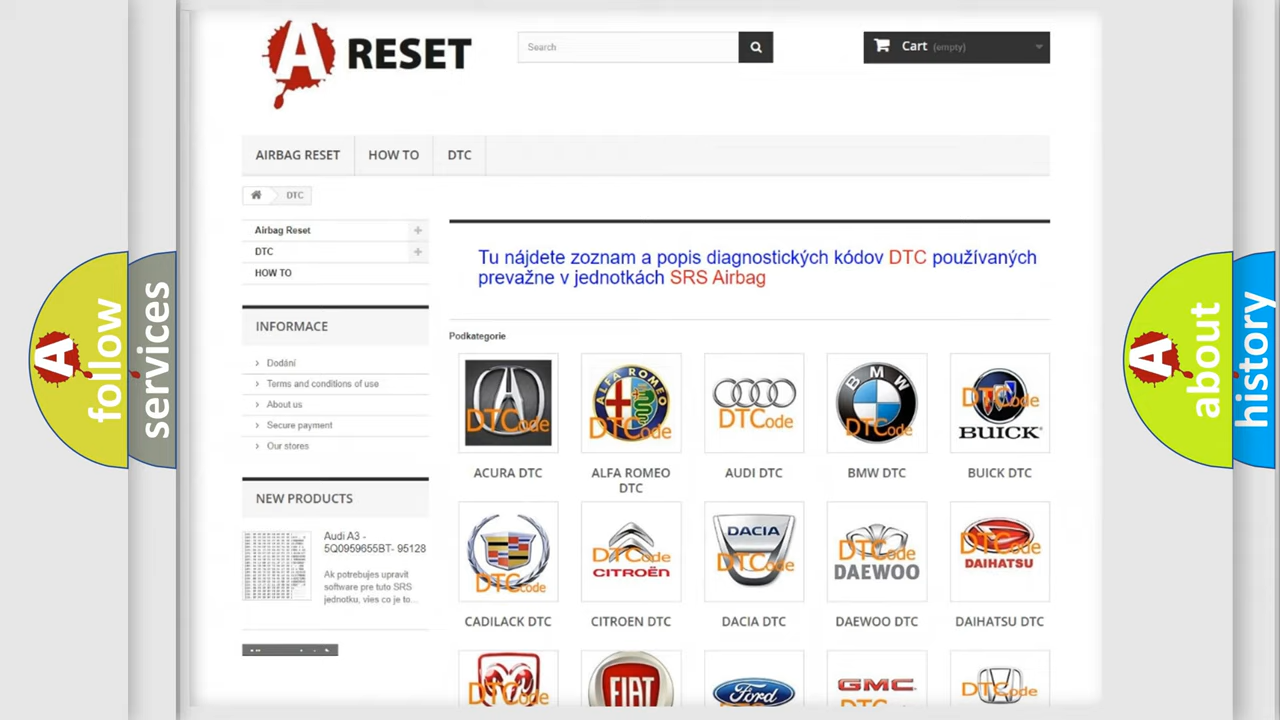 A RESET
Search
Cart (empty)
AIRBAG RESET
HOW TO
DTC
DTC
Airbag Reset
DTC
HOW TO
Tu nájdete zoznam a popis diagnostických kódov DTC používaných
prevažne v jednotkách SRS Airbag
INFORMACE
Dodání
Terms and conditions of use
About us
Secure payment
Our stores
NEW PRODUCTS
Audi A3 -
5Q0959655BT- 95128
Ak potrebujes upravit
software pre tuto SRS
jednotku, vies co je to...
Podkategorie
DTCode
ALFA ROMEO
DTCode
DTCode
BMW
DTCode
DTCode
BUICK
ACURA DTC
ALFA ROMEO
DTC
AUDI DTC
BMW DTC
BUICK DTC
DTCode
DTCode
CITROËN
DACIA
DTCode
DTCode
DAEWOO
DTCode
DAIHATSU
CADILACK DTC
CITROEN DTC
DACIA DTC
DAEWOO DTC
DAIHATSU DTC
DTCode
FIAT
Ford
GMC
DTCode
A follow
services
A about
history